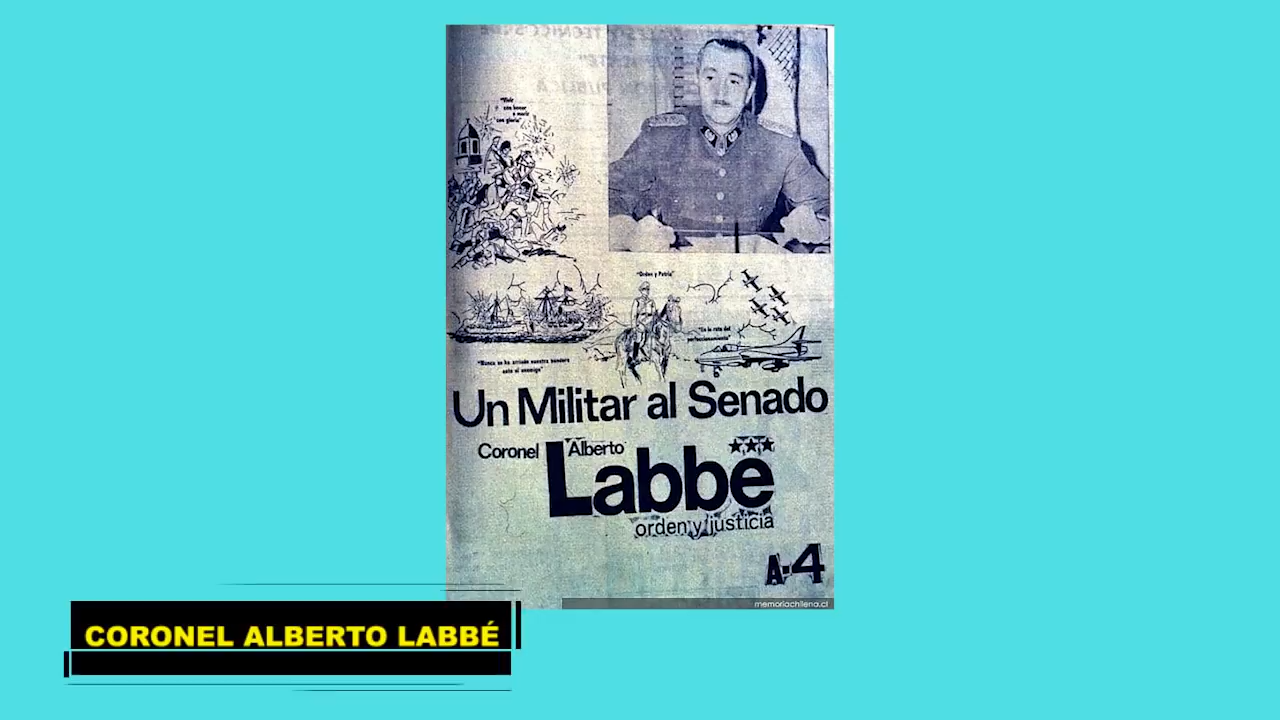 "Vivir
con honor
o morir
con gloria"
"Orden y Patria"
"En la ruta del
perfeccionamiento"
"Nunca se ha arriado nuestra bandera
ante el enemigo"
Un Militar al Senado
Coronel Alberto
Labbé
orden y justicia
A-4
memoriachilena.cl
CORONEL ALBERTO LABBÉ